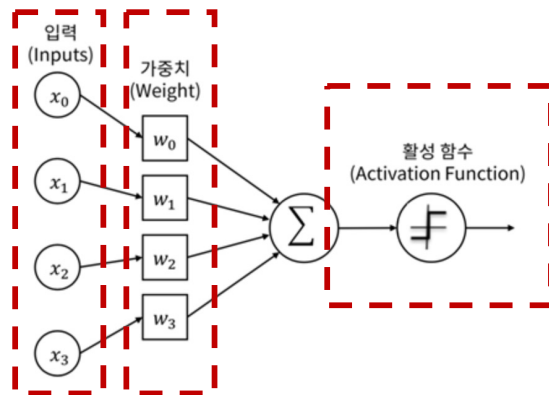 입력
(Inputs)
가중치
(Weight)
x₀
w₀
활성 함수
(Activation Function)
x₁
w₁
∑
x₂
w₂
x₃
w₃